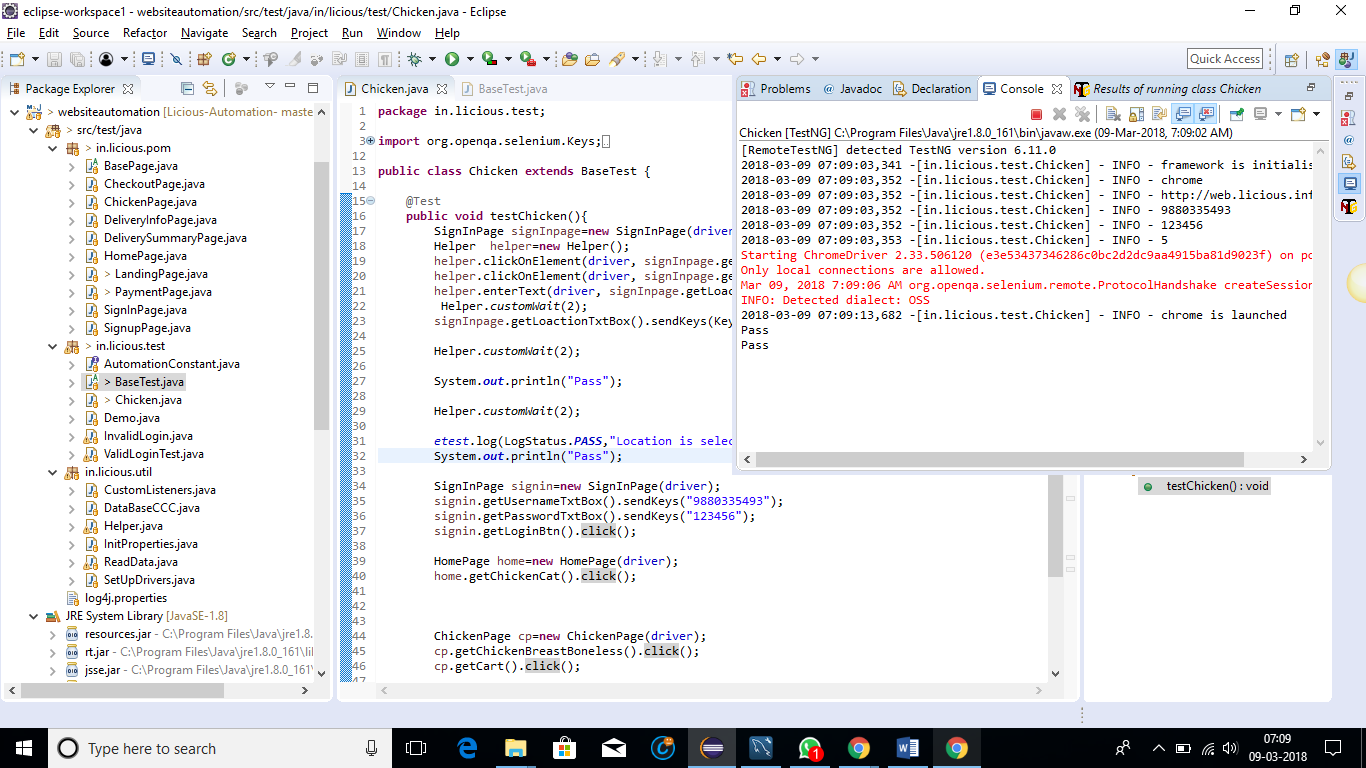 eclipse-workspace1 - websiteautomation/src/test/java/in/licious/test/Chicken.java - Eclipse
File Edit Source Refactor Navigate Search Project Run Window Help
Quick Access
Package Explorer
> websiteautomation [Licious-Automation- maste
> src/test/java
> in.licious.pom
BasePage.java
CheckoutPage.java
ChickenPage.java
DeliveryInfoPage.java
DeliverySummaryPage.java
HomePage.java
> LandingPage.java
> PaymentPage.java
SignInPage.java
SignupPage.java
> in.licious.test
AutomationConstant.java
> BaseTest.java
> Chicken.java
Demo.java
InvalidLogin.java
ValidLoginTest.java
in.licious.util
CustomListeners.java
DataBaseCCC.java
Helper.java
InitProperties.java
ReadData.java
SetUpDrivers.java
log4j.properties
JRE System Library [JavaSE-1.8]
resources.jar - C:\Program Files\Java\jre1.8.
rt.jar - C:\Program Files\Java\jre1.8.0_161\li
jsse.jar - C:\Program Files\Java\jre1.8.0_161\
Chicken.java
BaseTest.java
1 package in.licious.test;
2
3 import org.openqa.selenium.Keys;
12
13 public class Chicken extends BaseTest {
14
15 @Test
16 public void testChicken(){
17 SignInPage signInpage=new SignInPage(driver
18 Helper helper=new Helper();
19 helper.clickOnElement(driver, signInpage.ge
20 helper.clickOnElement(driver, signInpage.ge
21 helper.enterText(driver, signInpage.getLoac
22 Helper.customWait(2);
23 signInpage.getLoactionTxtBox().sendKeys(Key
24
25 Helper.customWait(2);
26
27 System.out.println("Pass");
28
29 Helper.customWait(2);
30
31 etest.log(LogStatus.PASS,"Location is selec
32 System.out.println("Pass");
33
34 SignInPage signin=new SignInPage(driver);
35 signin.getUsernameTxtBox().sendKeys("9880335493");
36 signin.getPasswordTxtBox().sendKeys("123456");
37 signin.getLoginBtn().click();
38
39 HomePage home=new HomePage(driver);
40 home.getChickenCat().click();
41
42
43
44 ChickenPage cp=new ChickenPage(driver);
45 cp.getChickenBreastBoneless().click();
46 cp.getCart().click();
47
Problems @ Javadoc Declaration Console Results of running class Chicken
Chicken [TestNG] C:\Program Files\Java\jre1.8.0_161\bin\javaw.exe (09-Mar-2018, 7:09:02 AM)
[RemoteTestNG] detected TestNG version 6.11.0
2018-03-09 07:09:03,341 -[in.licious.test.Chicken] - INFO - framework is initialis
2018-03-09 07:09:03,352 -[in.licious.test.Chicken] - INFO - chrome
2018-03-09 07:09:03,352 -[in.licious.test.Chicken] - INFO - http://web.licious.inf
2018-03-09 07:09:03,352 -[in.licious.test.Chicken] - INFO - 9880335493
2018-03-09 07:09:03,352 -[in.licious.test.Chicken] - INFO - 123456
2018-03-09 07:09:03,353 -[in.licious.test.Chicken] - INFO - 5
Starting ChromeDriver 2.33.506120 (e3e53437346286c0bc2d2dc9aa4915ba81d9023f) on po
Only local connections are allowed.
Mar 09, 2018 7:09:06 AM org.openqa.selenium.remote.ProtocolHandshake createSession
INFO: Detected dialect: OSS
2018-03-09 07:09:13,682 -[in.licious.test.Chicken] - INFO - chrome is launched
Pass
Pass
testChicken() : void
Type here to search
1
07:09
09-03-2018